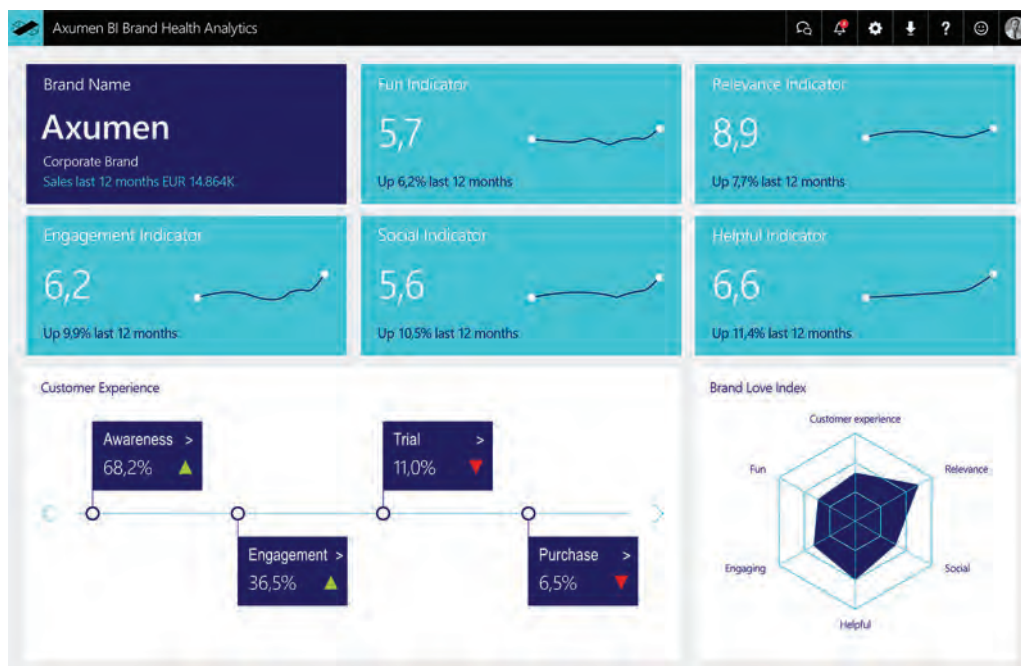 Axumen BI Brand Health Analytics
?
Brand Name
Axumen
Corporate Brand
Sales last 12 months EUR 14.864K
Fun Indicator
5,7
Up 6,2% last 12 months
Relevance Indicator
8,9
Up 7,7% last 12 months
Engagement Indicator
6,2
Up 9,9% last 12 months
Social Indicator
5,6
Up 10,5% last 12 months
Helpful Indicator
6,6
Up 11,4% last 12 months
Customer Experience
Awareness >
68,2%
Trial >
11,0%
Engagement >
36,5%
Purchase >
6,5%
Brand Love Index
Customer experience
Fun
Relevance
Engaging
Social
Helpful